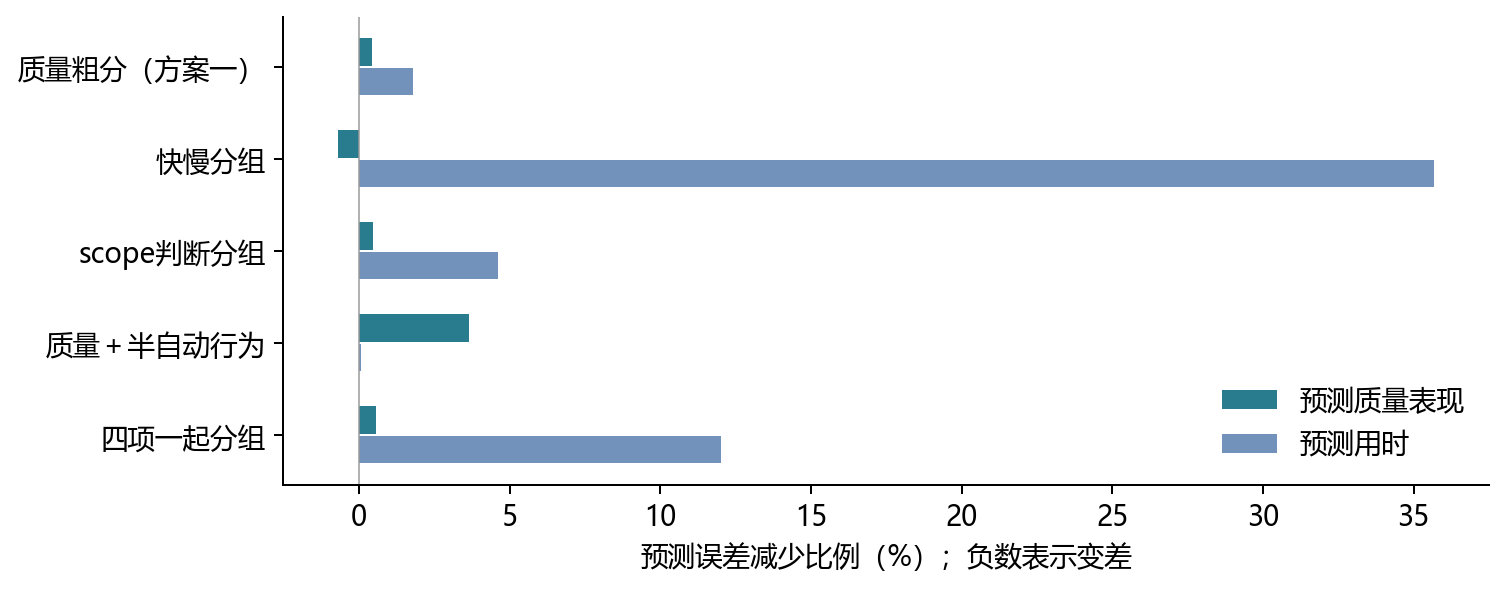 质量粗分（方案一）
快慢分组
scope判断分组
质量 + 半自动行为
四项一起分组
预测质量表现
预测用时
0 5 10 15 20 25 30 35
预测误差减少比例（%）；负数表示变差